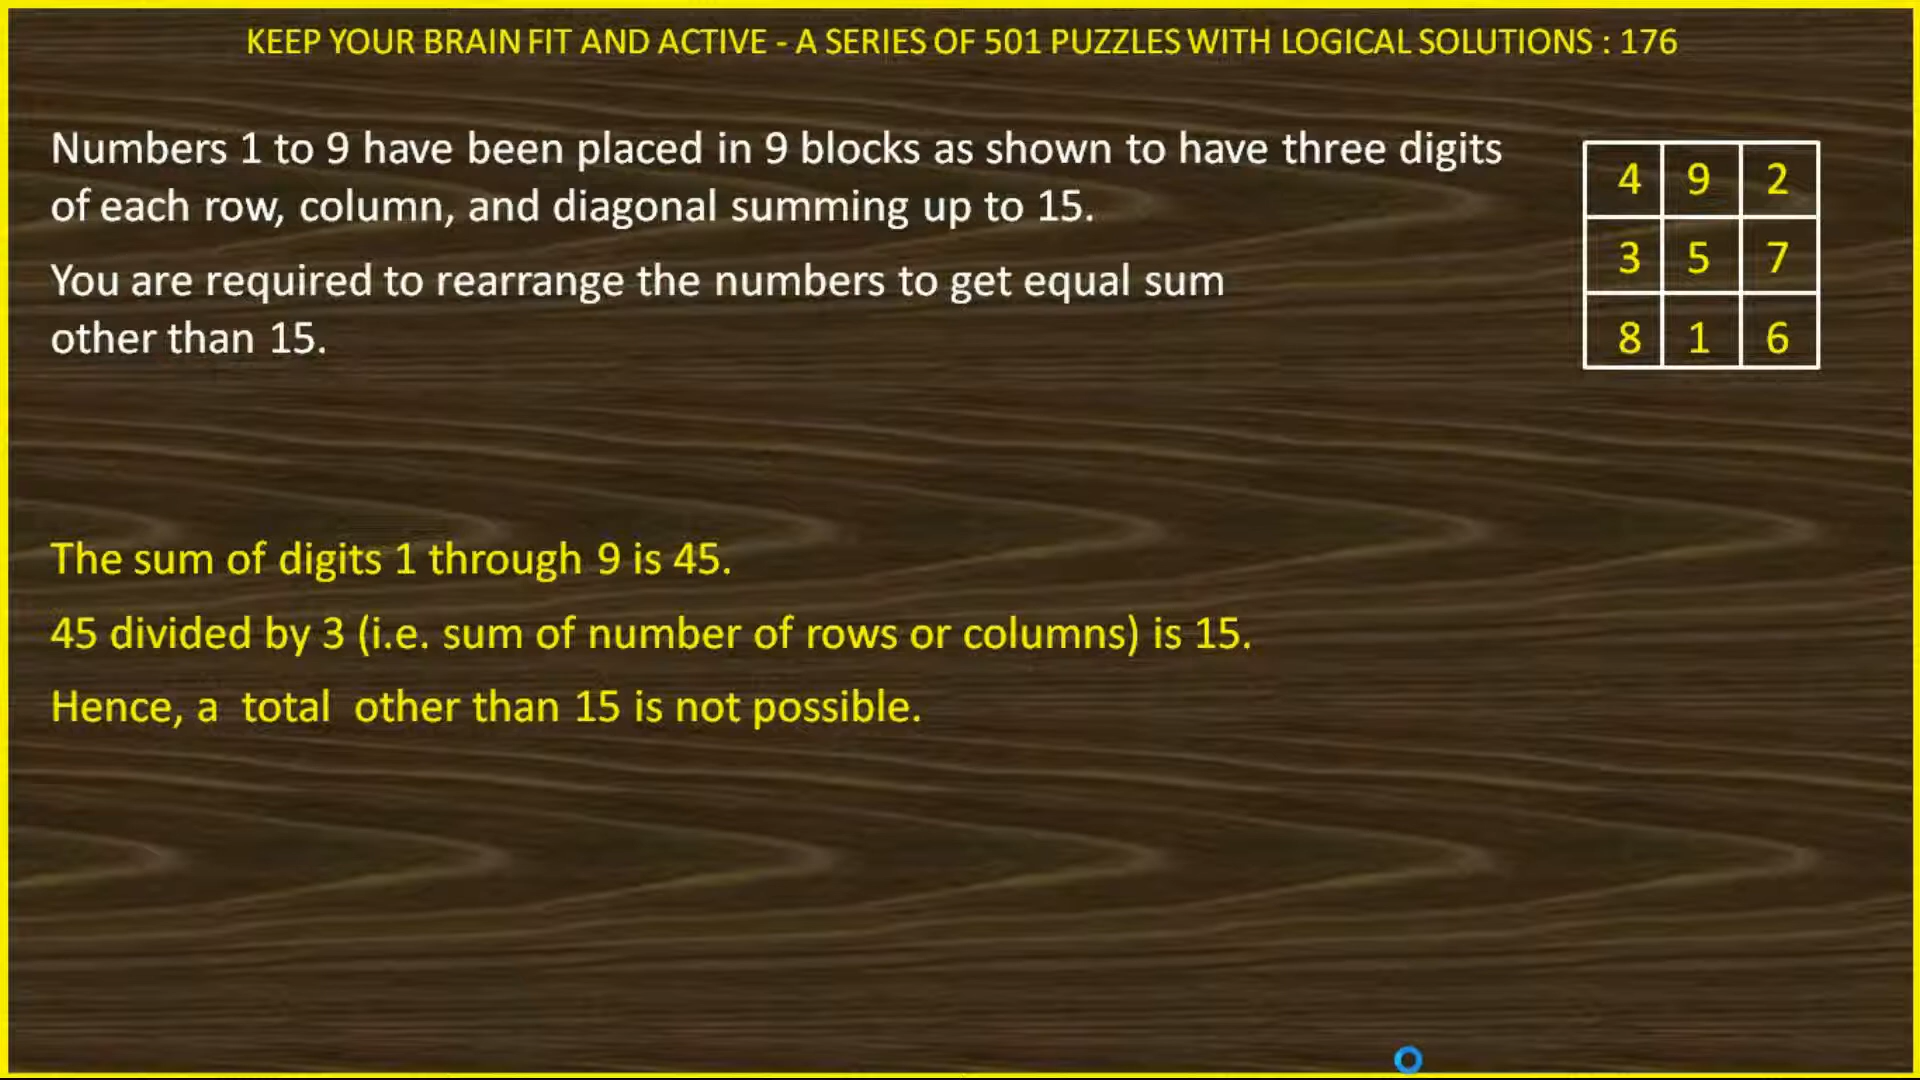 KEEP YOUR BRAIN FIT AND ACTIVE - A SERIES OF 501 PUZZLES WITH LOGICAL SOLUTIONS : 176
Numbers 1 to 9 have been placed in 9 blocks as shown to have three digits
of each row, column, and diagonal summing up to 15.
You are required to rearrange the numbers to get equal sum
other than 15.
4 9 2
3 5 7
8 1 6
The sum of digits 1 through 9 is 45.
45 divided by 3 (i.e. sum of number of rows or columns) is 15.
Hence, a total other than 15 is not possible.